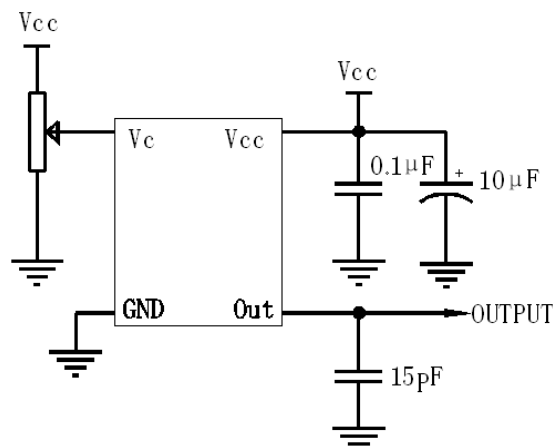 Vcc
Vcc
Vc
Vcc
0.1μF
+
10μF
GND
Out
OUTPUT
15pF